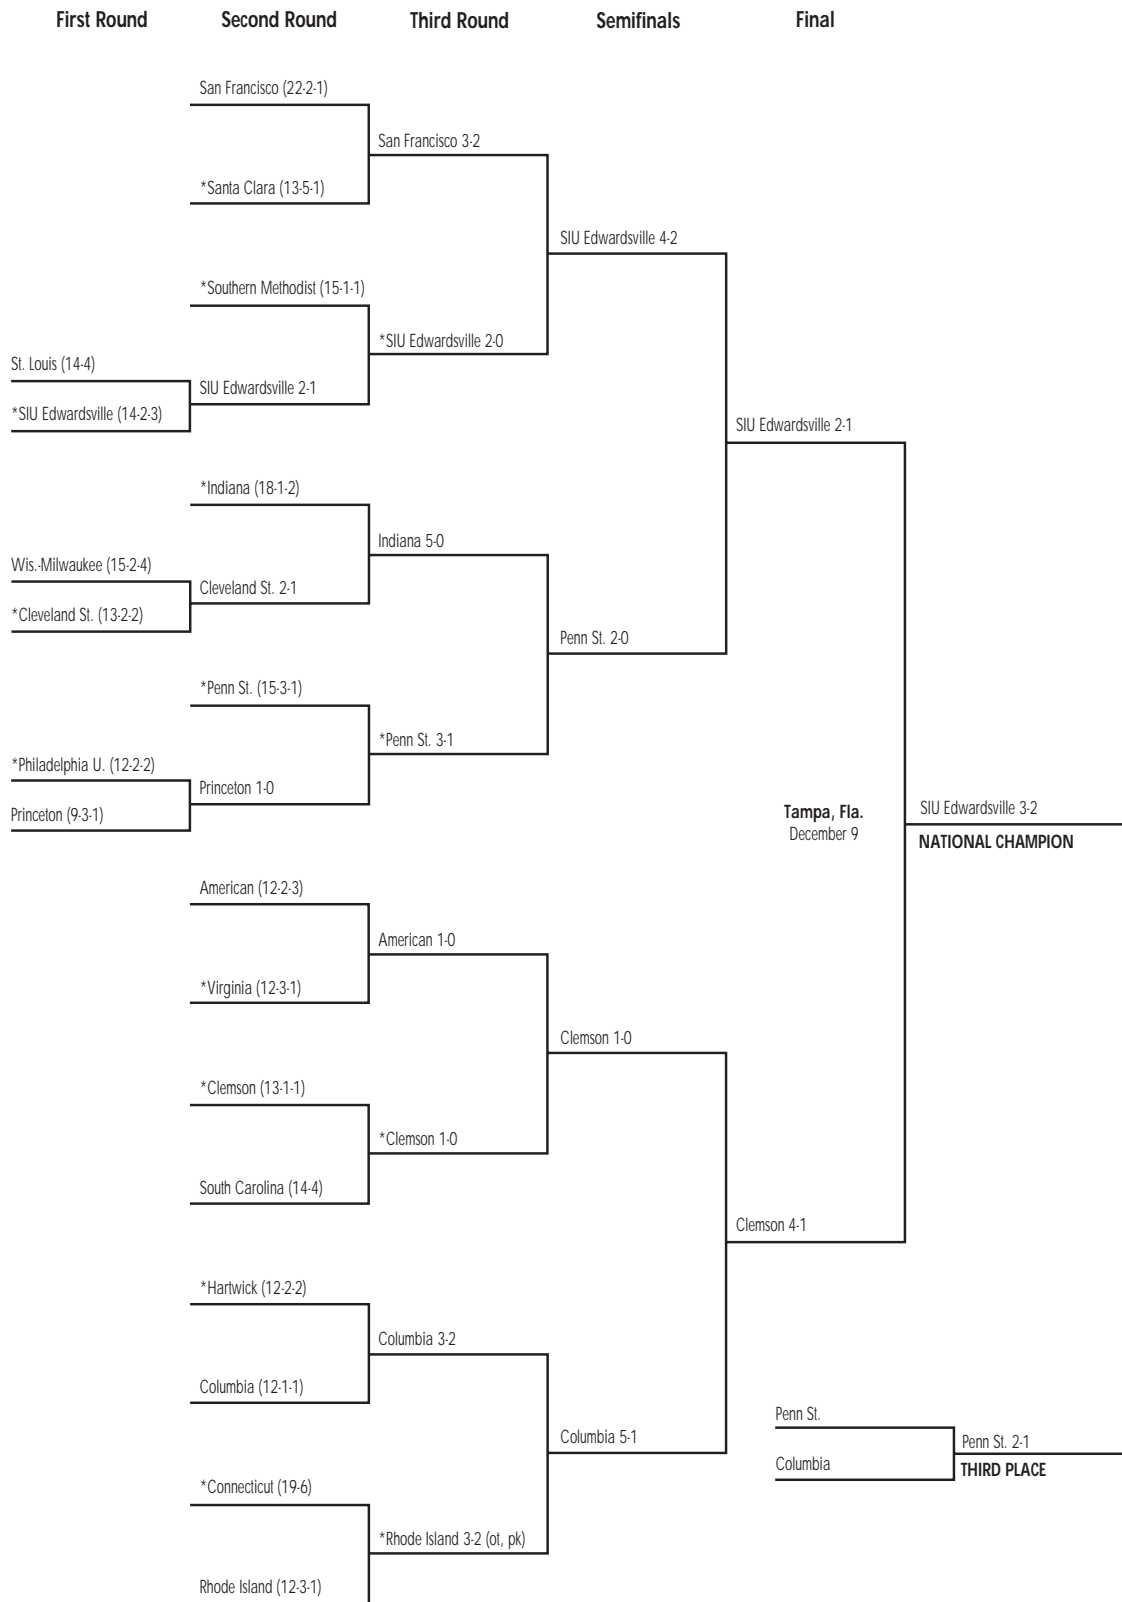 First Round
Second Round
Third Round
Semifinals
Final
San Francisco (22-2-1)
San Francisco 3-2
*Santa Clara (13-5-1)
SIU Edwardsville 4-2
*Southern Methodist (15-1-1)
*SIU Edwardsville 2-0
St. Louis (14-4)
SIU Edwardsville 2-1
*SIU Edwardsville (14-2-3)
SIU Edwardsville 2-1
*Indiana (18-1-2)
Indiana 5-0
Wis.-Milwaukee (15-2-4)
Cleveland St. 2-1
*Cleveland St. (13-2-2)
Penn St. 2-0
*Penn St. (15-3-1)
*Penn St. 3-1
*Philadelphia U. (12-2-2)
Princeton 1-0
Princeton (9-3-1)
Tampa, Fla.
December 9
SIU Edwardsville 3-2
NATIONAL CHAMPION
American (12-2-3)
American 1-0
*Virginia (12-3-1)
Clemson 1-0
*Clemson (13-1-1)
*Clemson 1-0
South Carolina (14-4)
Clemson 4-1
*Hartwick (12-2-2)
Columbia 3-2
Columbia (12-1-1)
Columbia 5-1
Penn St.
Penn St. 2-1
Columbia
THIRD PLACE
*Connecticut (19-6)
*Rhode Island 3-2 (ot, pk)
Rhode Island (12-3-1)